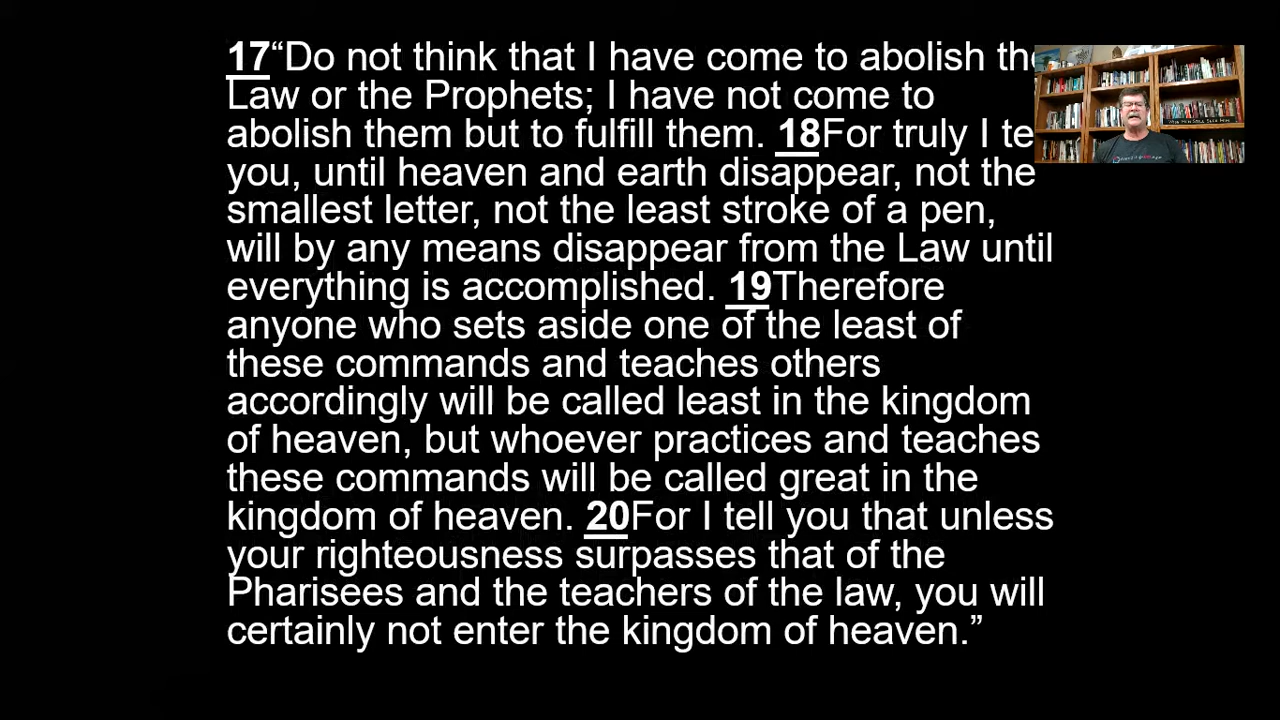 17“Do not think that I have come to abolish the
Law or the Prophets; I have not come to
abolish them but to fulfill them. 18For truly I te
you, until heaven and earth disappear, not the
smallest letter, not the least stroke of a pen,
will by any means disappear from the Law until
everything is accomplished. 19Therefore
anyone who sets aside one of the least of
these commands and teaches others
accordingly will be called least in the kingdom
of heaven, but whoever practices and teaches
these commands will be called great in the
kingdom of heaven. 20For I tell you that unless
your righteousness surpasses that of the
Pharisees and the teachers of the law, you will
certainly not enter the kingdom of heaven.”